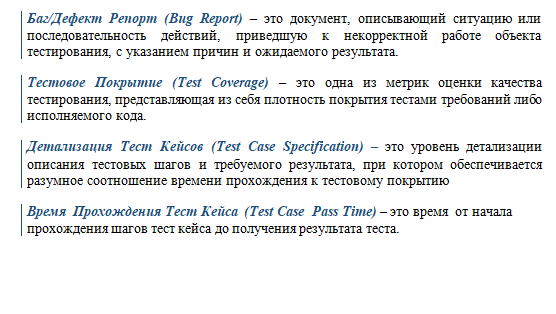 Баг/Дефект Репорт (Bug Report) – это документ, описывающий ситуацию или
последовательность действий, приведшую к некорректной работе объекта
тестирования, с указанием причин и ожидаемого результата.
Тестовое Покрытие (Test Coverage) – это одна из метрик оценки качества
тестирования, представляющая из себя плотность покрытия тестами требований либо
исполняемого кода.
Детализация Тест Кейсов (Test Case Specification) – это уровень детализации
описания тестовых шагов и требуемого результата, при котором обеспечивается
разумное соотношение времени прохождения к тестовому покрытию
Время Прохождения Тест Кейса (Test Case Pass Time) – это время от начала
прохождения шагов тест кейса до получения результата теста.